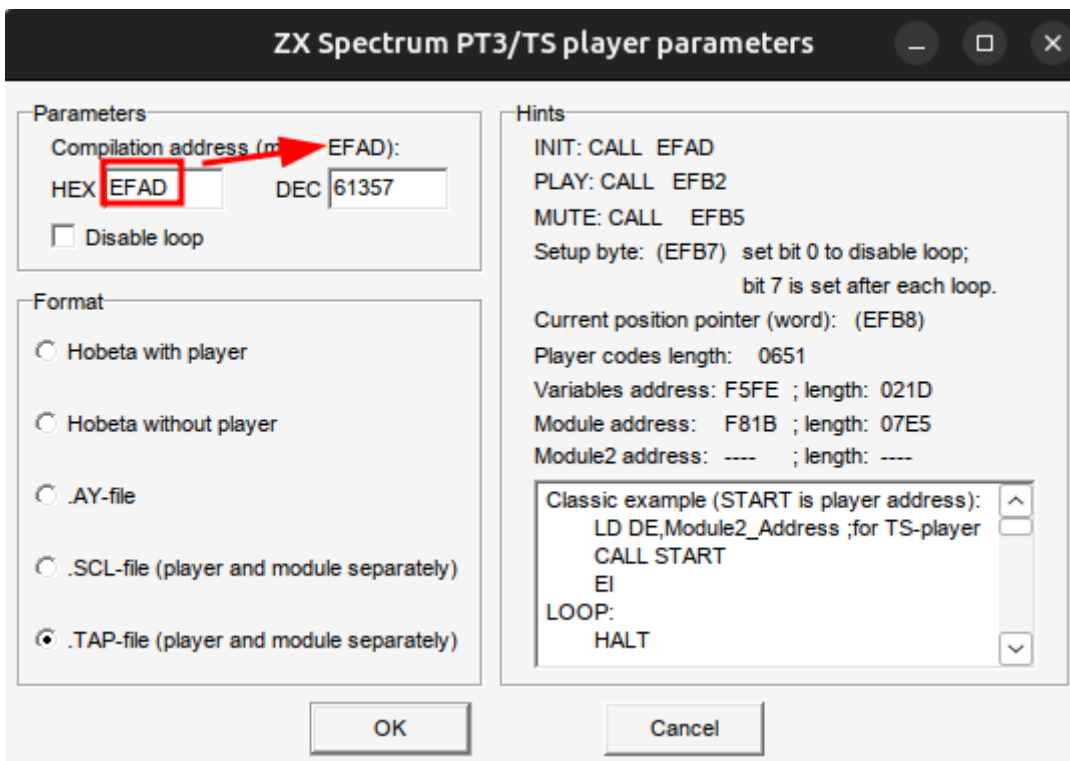 ZX Spectrum PT3/TS player parameters
Parameters
Compilation address (m EFAD):
HEX EFAD DEC 61357
Disable loop
Format
Hobeta with player
Hobeta without player
.AY-file
.SCL-file (player and module separately)
.TAP-file (player and module separately)
Hints
INIT: CALL EFAD
PLAY: CALL EFB2
MUTE: CALL EFB5
Setup byte: (EFB7) set bit 0 to disable loop;
bit 7 is set after each loop.
Current position pointer (word): (EFB8)
Player codes length: 0651
Variables address: F5FE ; length: 021D
Module address: F81B ; length: 07E5
Module2 address: ---- ; length: ----
Classic example (START is player address):
LD DE,Module2_Address ;for TS-player
CALL START
EI
LOOP:
HALT
OK Cancel